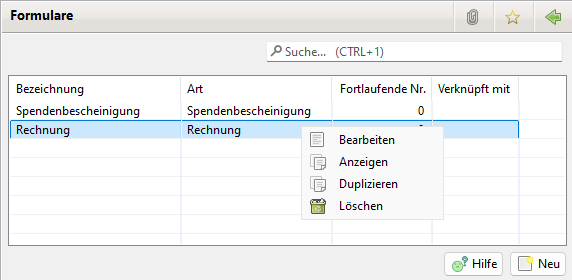 Formulare
Suche... (CTRL+1)
Bezeichnung Art Fortlaufende Nr. Verknüpft mit
Spendenbescheinigung Spendenbescheinigung 0
Rechnung Rechnung
Bearbeiten
Anzeigen
Duplizieren
Löschen
Hilfe Neu